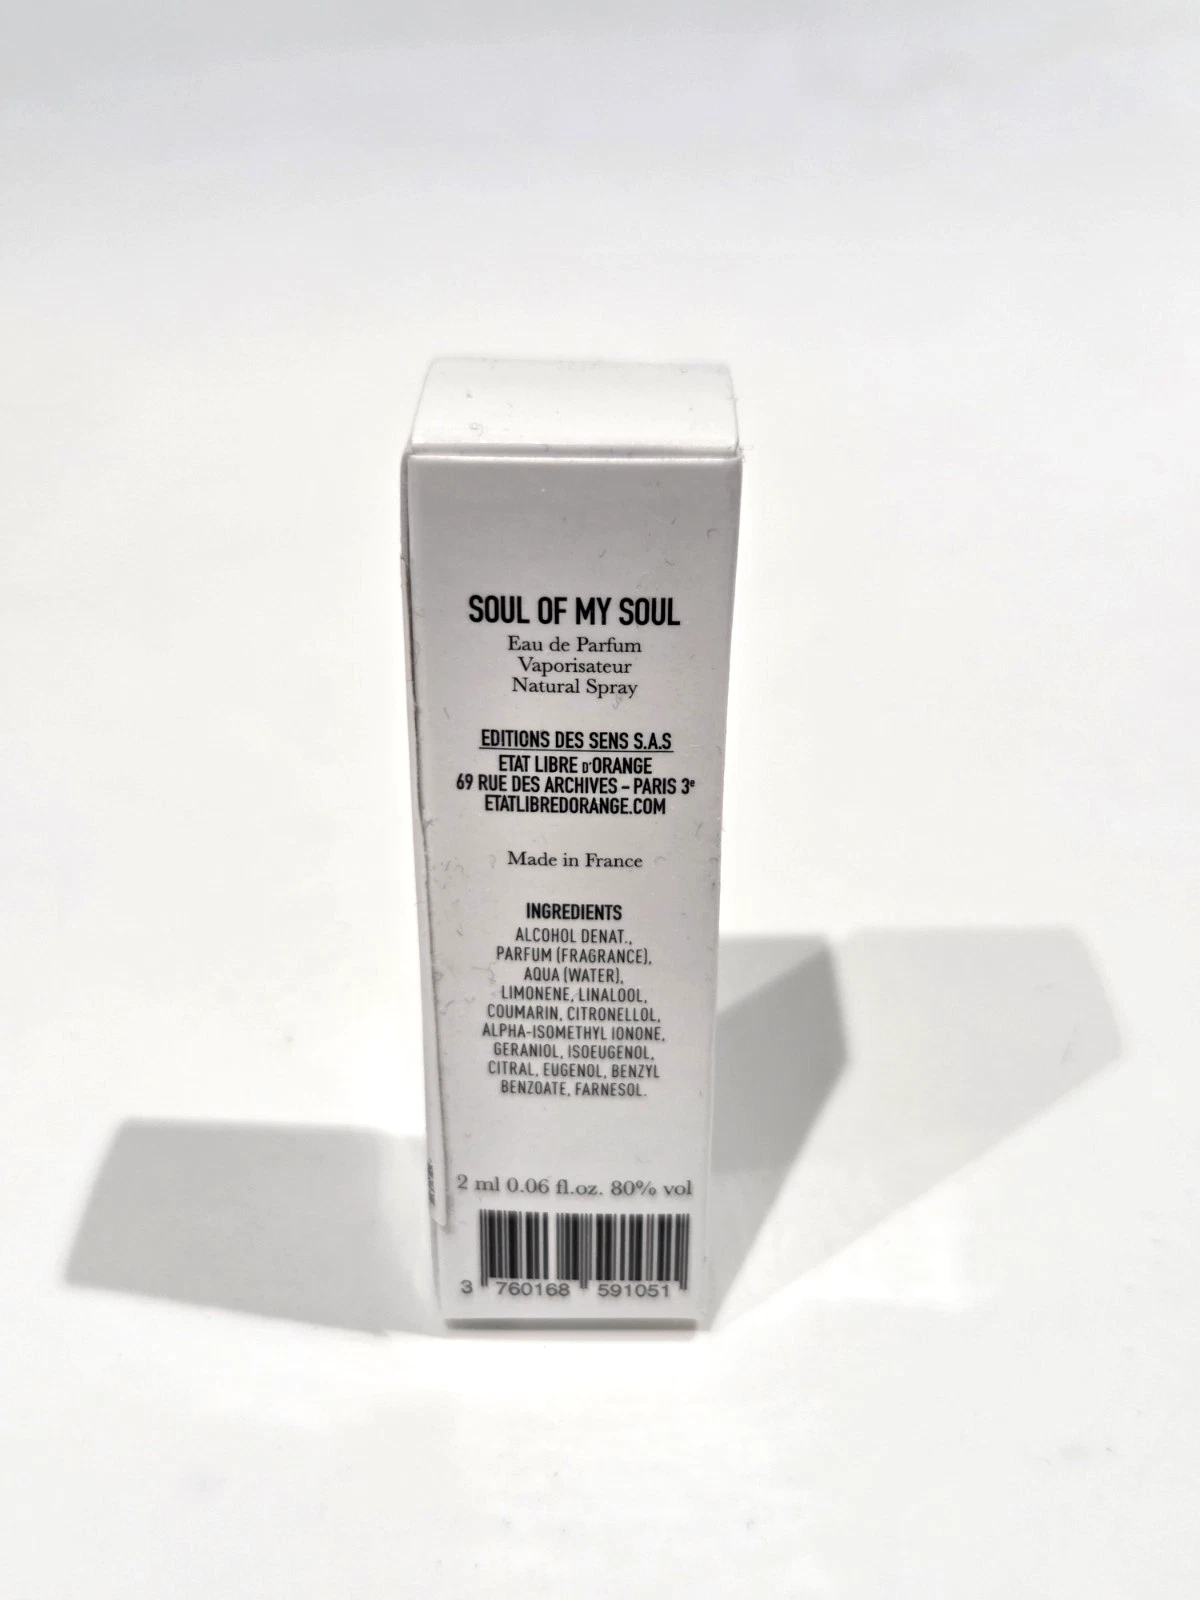 SOUL OF MY SOUL
Eau de Parfum
Vaporisateur
Natural Spray
EDITIONS DES SENS S.A.S
ETAT LIBRE D'ORANGE
69 RUE DES ARCHIVES – PARIS 3e
ETATLIBREDORANGE.COM
Made in France
INGREDIENTS
ALCOHOL DENAT.,
PARFUM (FRAGRANCE),
AQUA (WATER),
LIMONENE, LINALOOL,
COUMARIN, CITRONELLOL,
ALPHA-ISOMETHYL IONONE,
GERANIOL, ISOEUGENOL,
CITRAL, EUGENOL, BENZYL
BENZOATE, FARNESOL.
2 ml 0.06 fl.oz. 80% vol
3 760168 591051